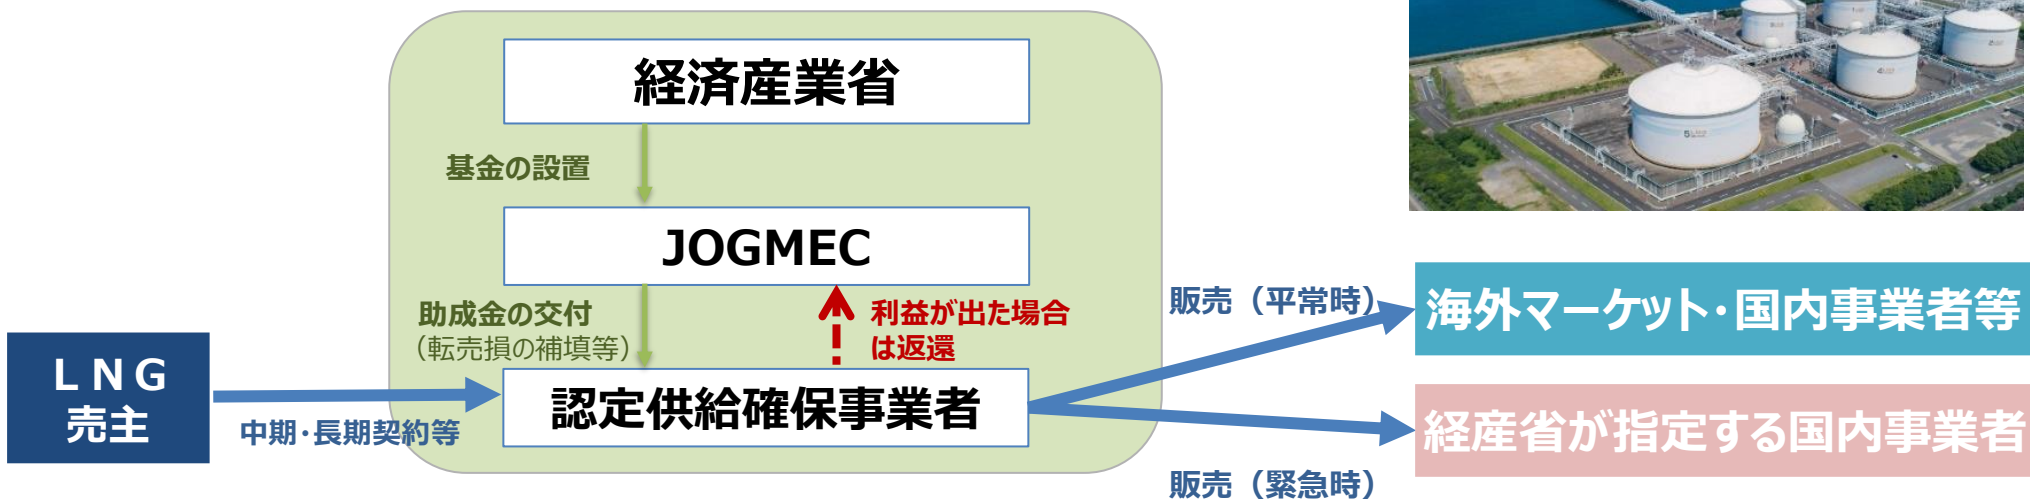 経済産業省
基金の設置
JOGMEC
助成金の交付
（転売損の補填等）
利益が出た場合
は返還
ＬＮＧ
売主
中期・長期契約等
認定供給確保事業者
販売（平常時）
海外マーケット・国内事業者等
経産省が指定する国内事業者
販売（緊急時）